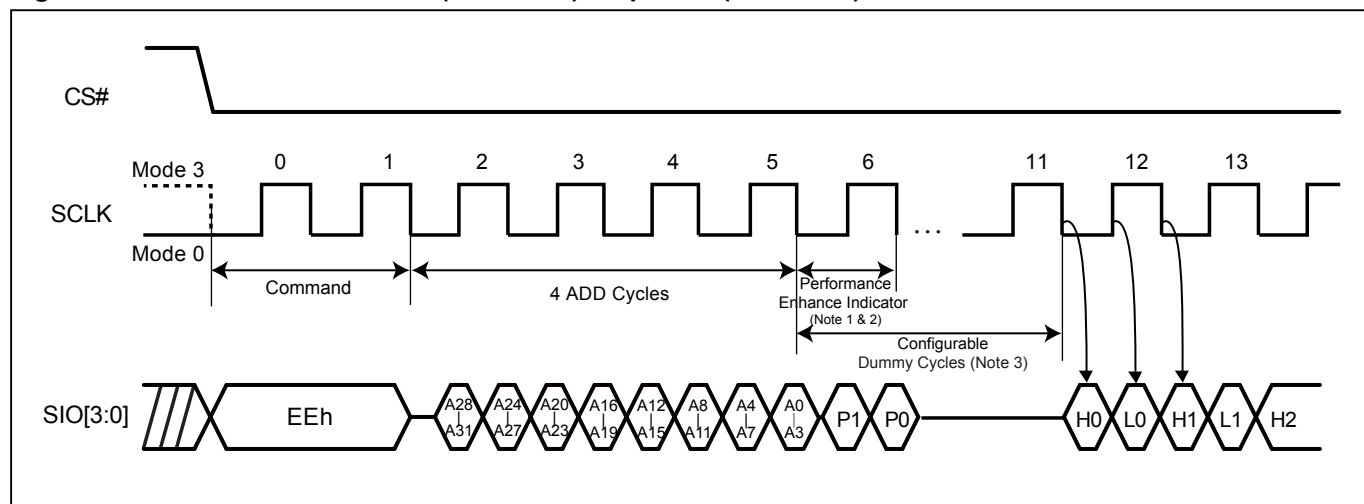 CS#
Mode 3
0 1 2 3 4 5 6 11 12 13
SCLK
...
Mode 0
Command
4 ADD Cycles
Performance
Enhance Indicator
(Note 1 & 2)
Configurable
Dummy Cycles (Note 3)
SIO[3:0]
EEh
A28 | A31
A24 | A27
A20 | A23
A16 | A19
A12 | A15
A8 | A11
A4 | A7
A0 | A3
P1
P0
H0
L0
H1
L1
H2